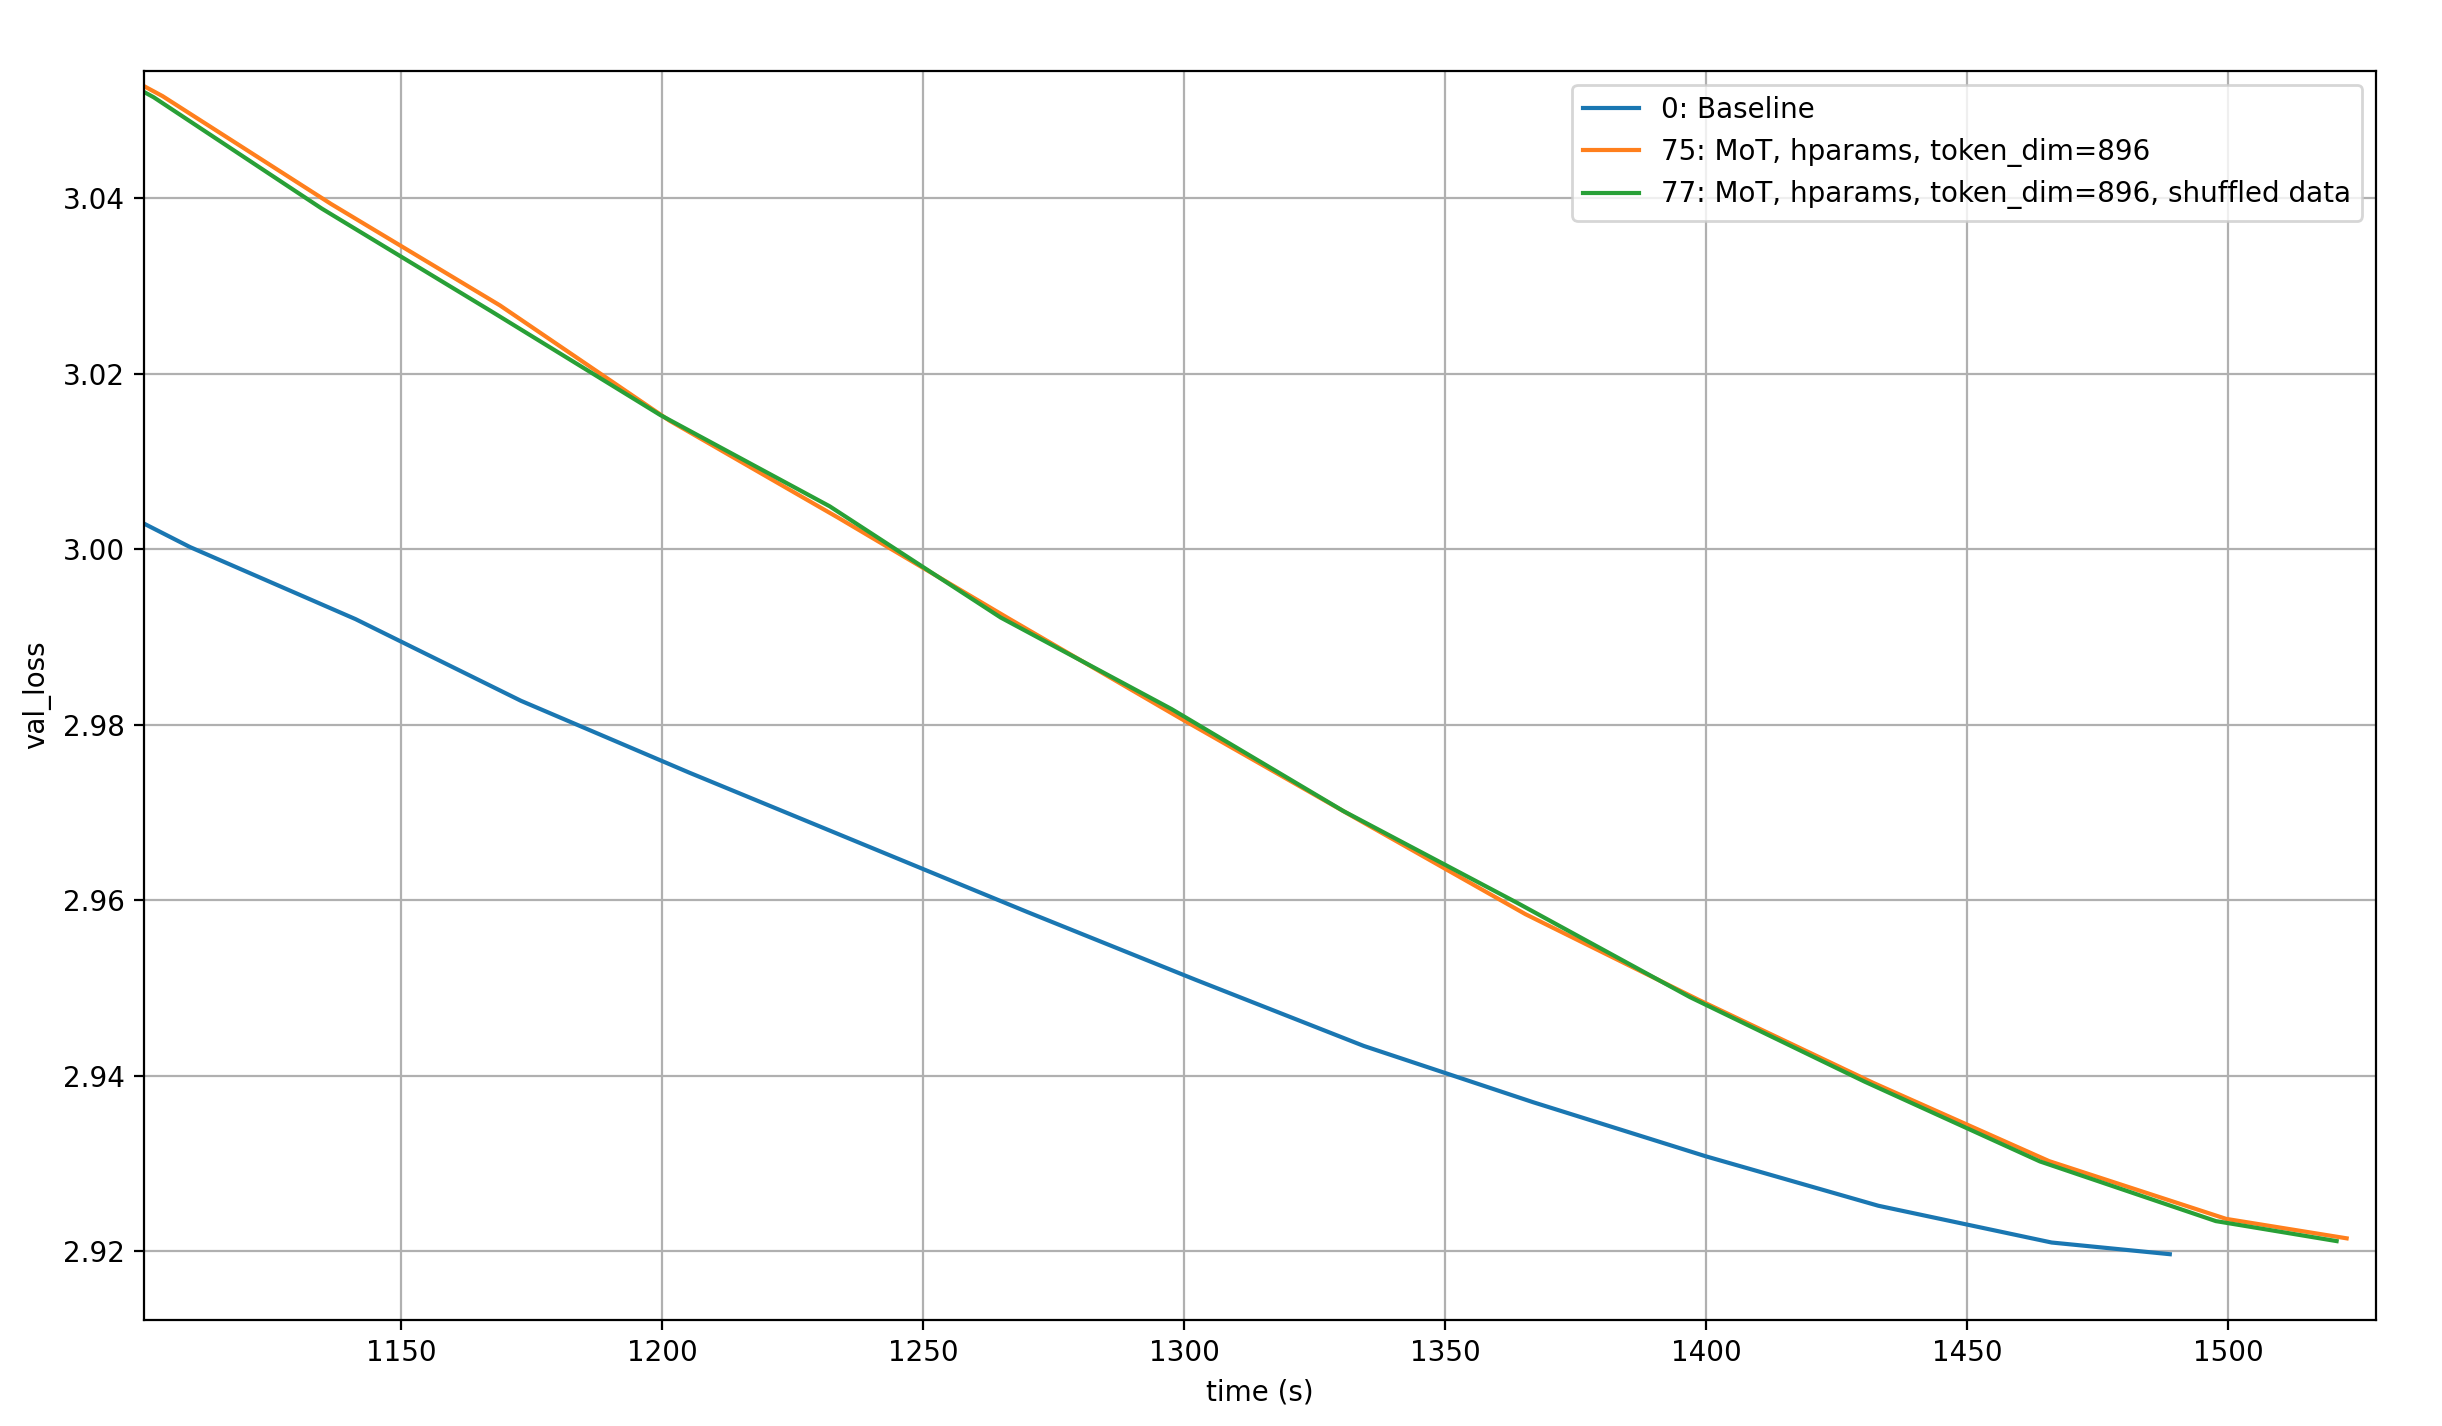 0: Baseline
75: MoT, hparams, token_dim=896
77: MoT, hparams, token_dim=896, shuffled data
3.04
3.02
3.00
2.98
2.96
2.94
2.92
val_loss
1150 1200 1250 1300 1350 1400 1450 1500
time (s)